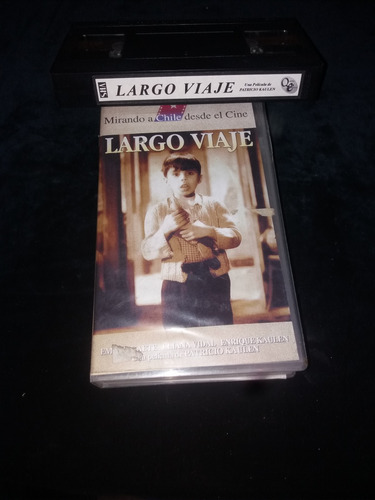 VHS
LARGO VIAJE
Una Película de
PATRICIO KAULEN
Mirando a Chile desde el Cine
LARGO VIAJE
VIDAL, ENRIQUE KAULEN
PATRICIO KAULEN